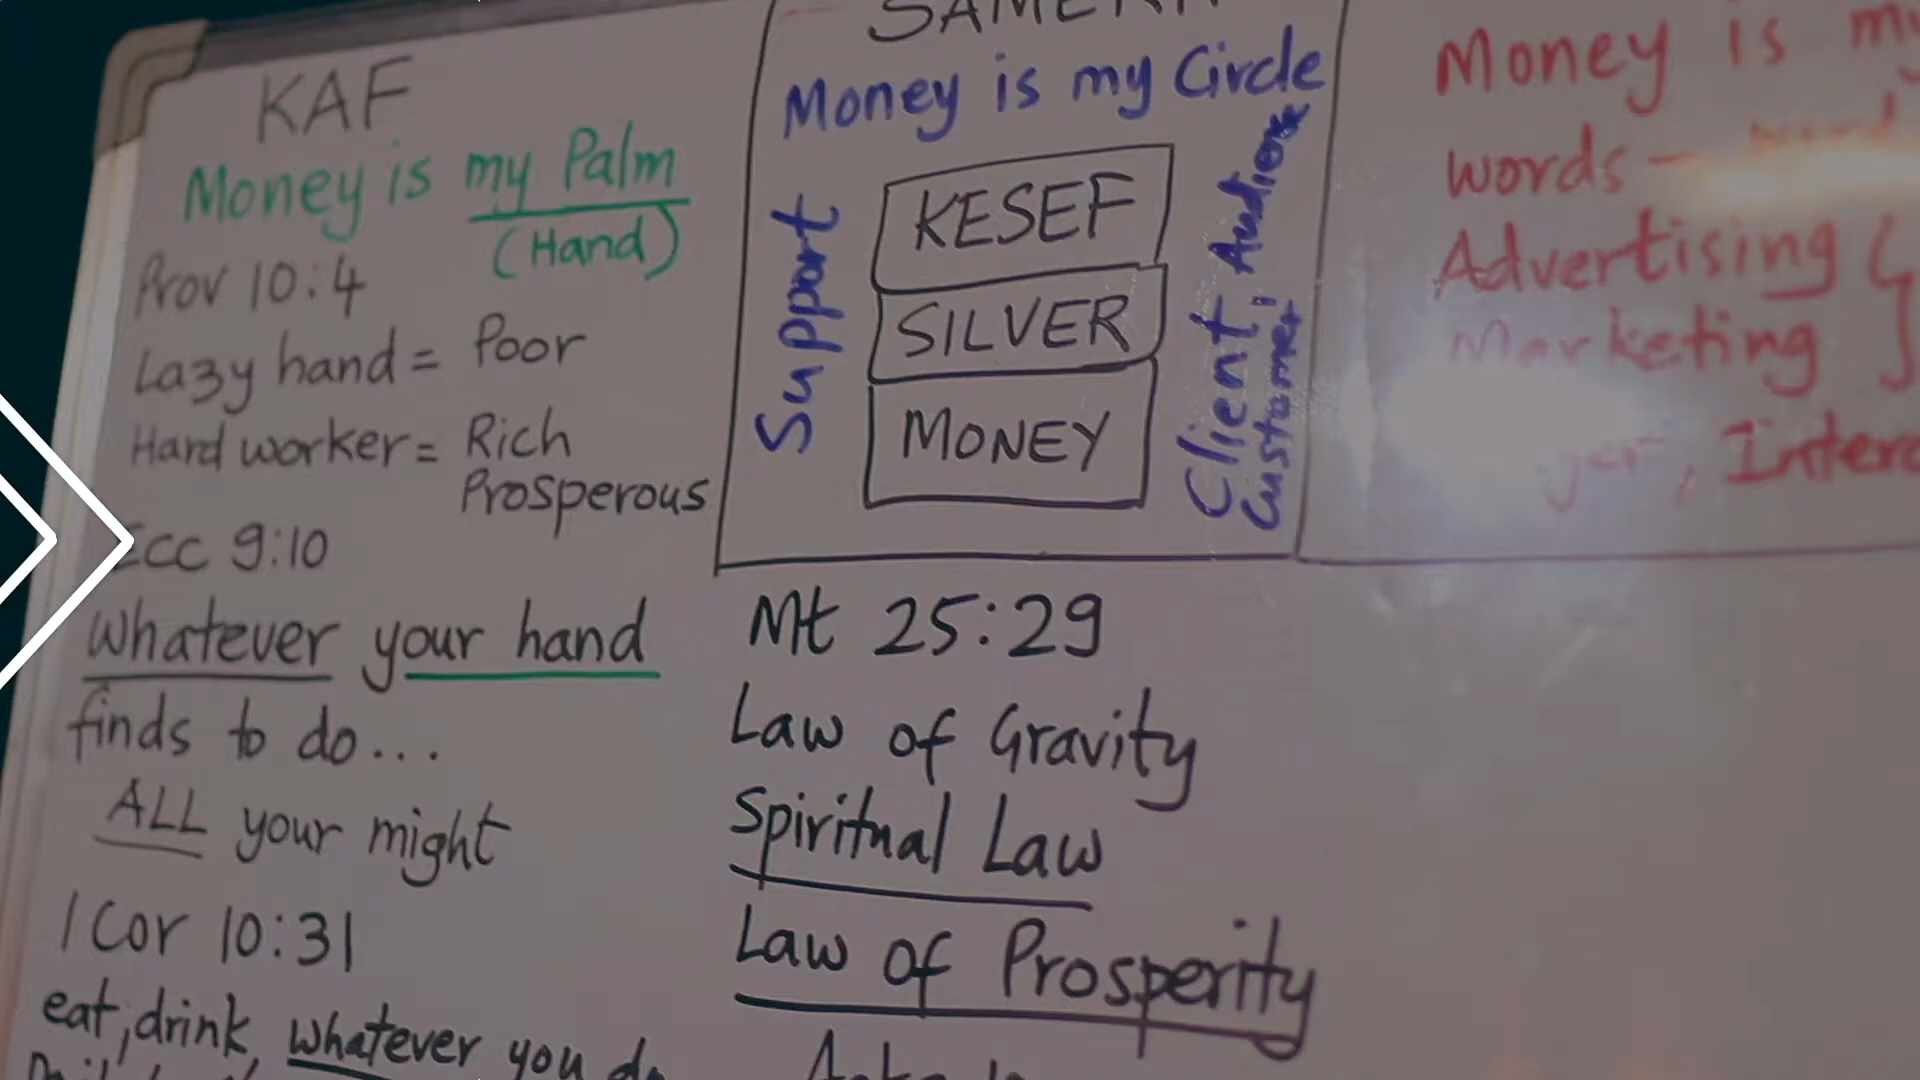 KAF
Money is my Palm
(Hand)
Prov 10:4
Lazy hand = Poor
Hard worker = Rich
Prosperous
Ecc 9:10
Whatever your hand
finds to do...
ALL your might
1 Cor 10:31
eat, drink, whatever you do
Money is my Circle
Support
KESEF
SILVER
MONEY
Client, Audience
Customer
Mt 25:29
Law of Gravity
Spiritual Law
Law of Prosperity
Money is my
words –
Advertising {
Marketing